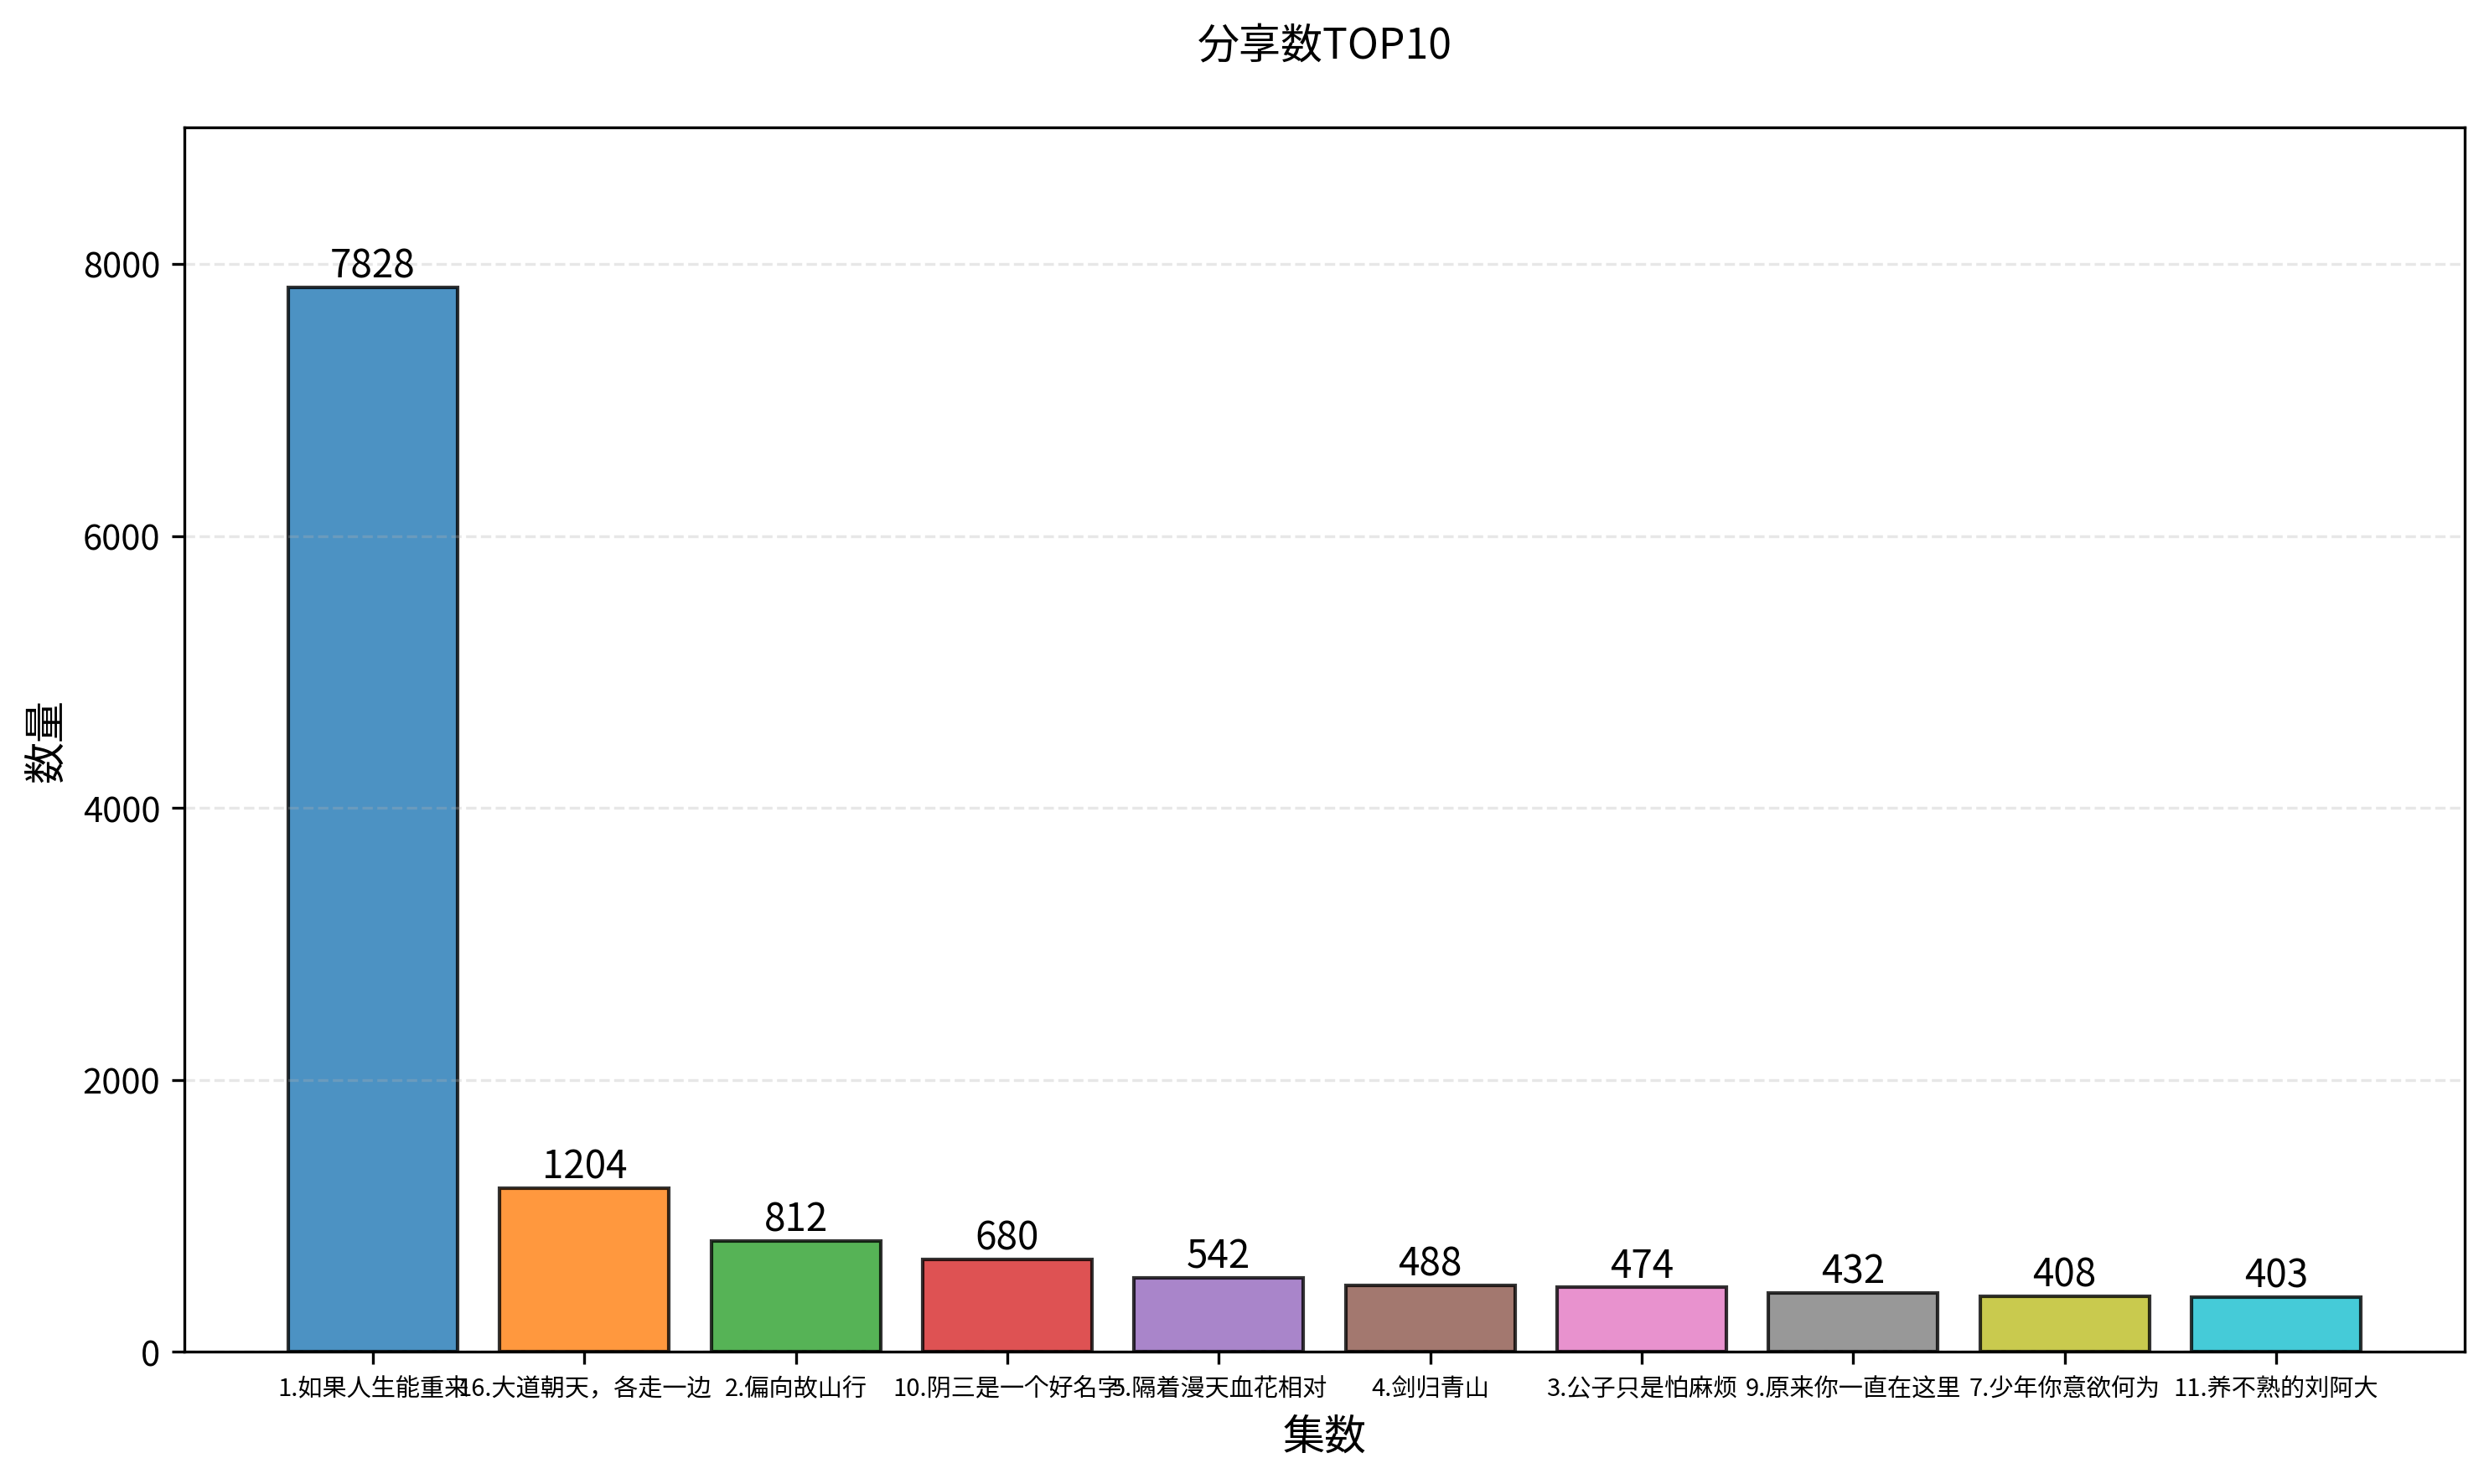 分享数TOP10
数量
8000
6000
4000
2000
0
7828
1204
812
680
542
488
474
432
408
403
1.如果人生能重来
16.大道朝天，各走一边
2.偏向故山行
10.阴三是一个好名字
5.隔着漫天血花相对
4.剑归青山
3.公子只是怕麻烦
9.原来你一直在这里
7.少年你意欲何为
11.养不熟的刘阿大
集数